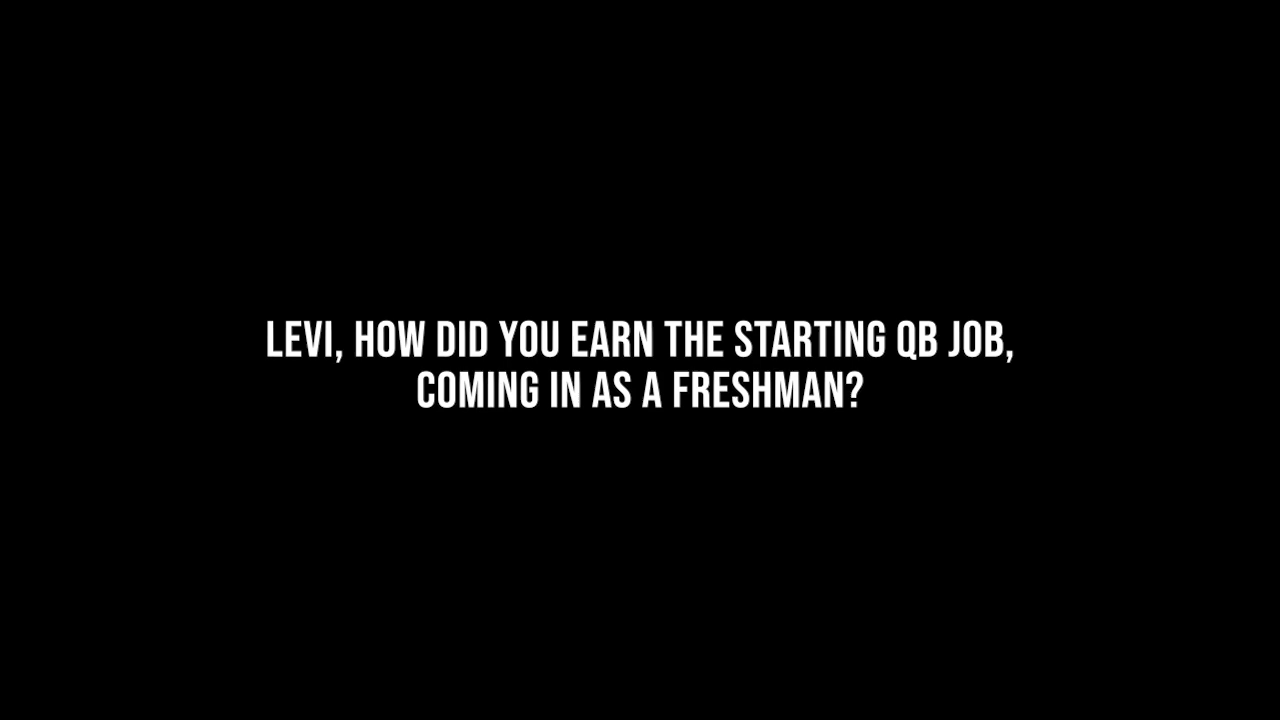 LEVI, HOW DID YOU EARN THE STARTING QB JOB,
COMING IN AS A FRESHMAN?